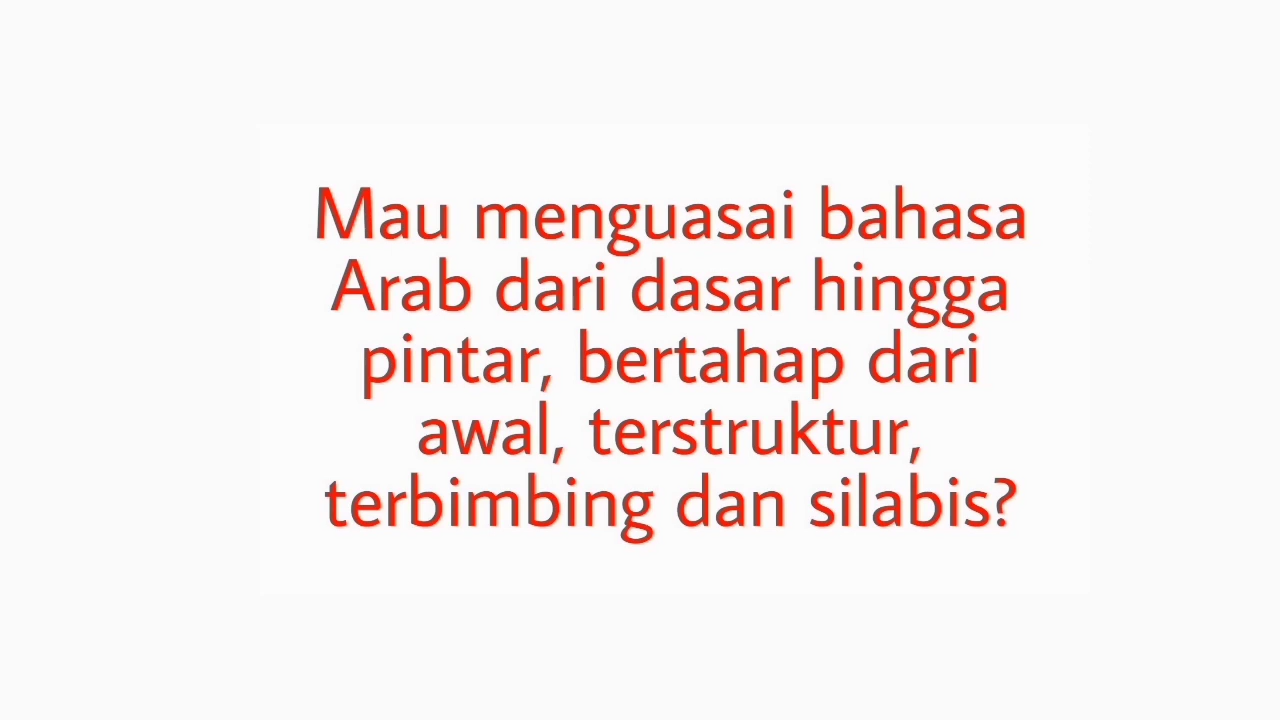 Mau menguasai bahasa
Arab dari dasar hingga
pintar, bertahap dari
awal, terstruktur,
terbimbing dan silabis?